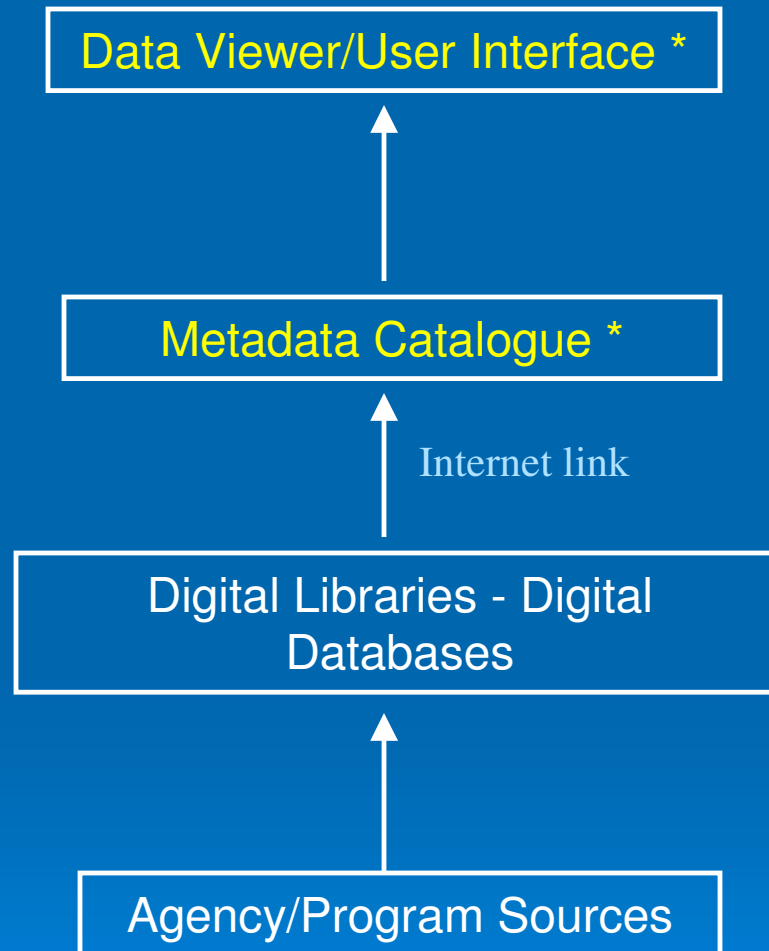 Data Viewer/User Interface *
Metadata Catalogue *
Internet link
Digital Libraries - Digital
Databases
Agency/Program Sources